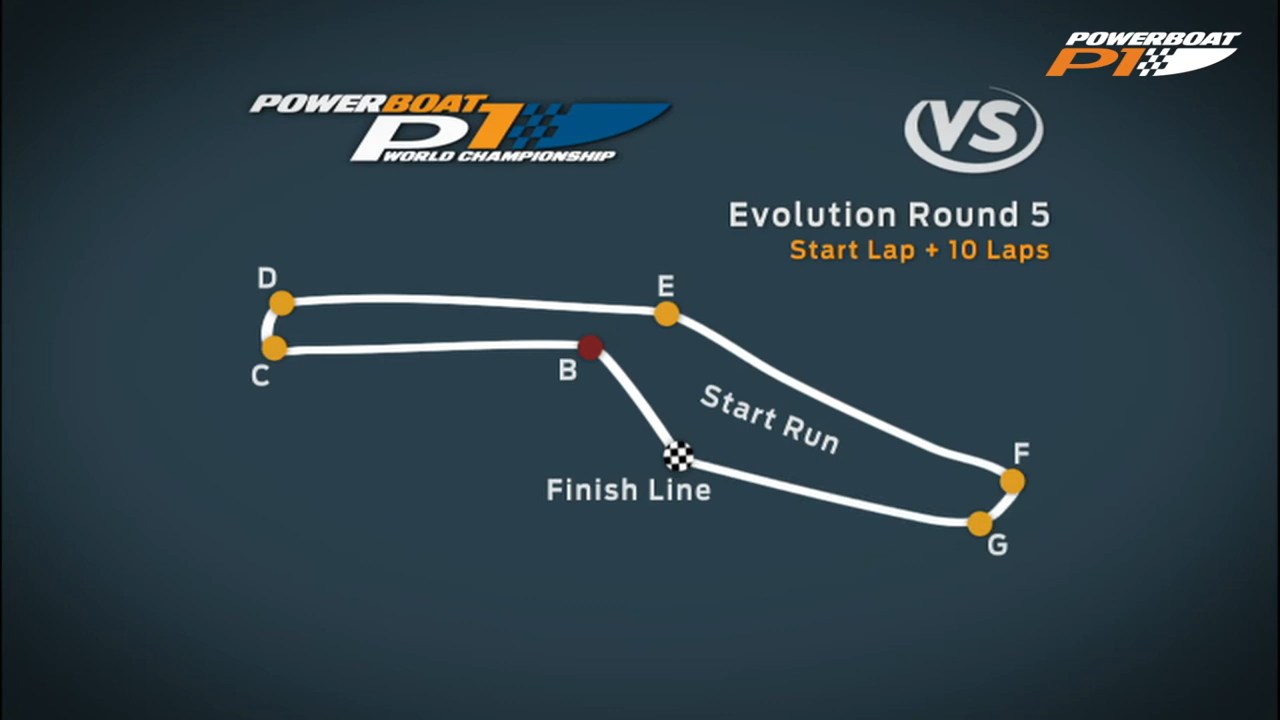 POWERBOAT
P1
POWERBOAT
P1
WORLD CHAMPIONSHIP
VS
Evolution Round 5
Start Lap + 10 Laps
D
E
C
B
Start Run
Finish Line
F
G